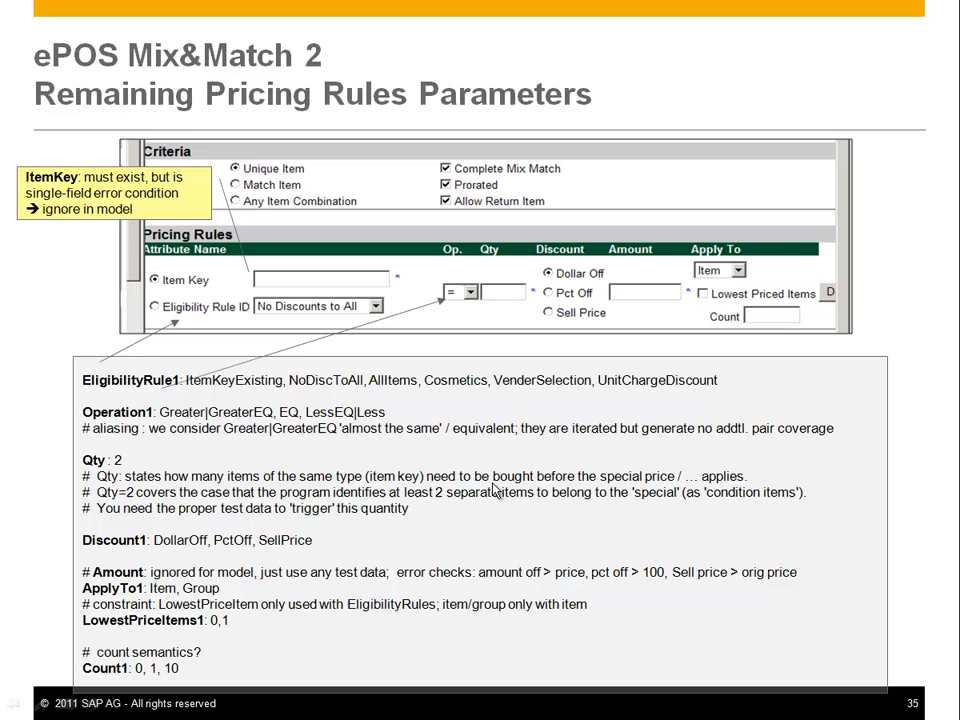 ePOS Mix&Match 2
Remaining Pricing Rules Parameters
Criteria
ItemKey: must exist, but is
single-field error condition
➔ ignore in model
Unique Item
Match Item
Any Item Combination
Complete Mix Match
Prorated
Allow Return Item
Pricing Rules
Attribute Name Op. Qty Discount Amount Apply To
Item Key * Dollar Off Item
= * Pct Off * Lowest Priced Items D
Eligibility Rule ID No Discounts to All Sell Price Count
EligibilityRule1: ItemKeyExisting, NoDiscToAll, AllItems, Cosmetics, VenderSelection, UnitChargeDiscount
Operation1: Greater|GreaterEQ, EQ, LessEQ|Less
# aliasing : we consider Greater|GreaterEQ 'almost the same' / equivalent; they are iterated but generate no addtl. pair coverage
Qty : 2
# Qty: states how many items of the same type (item key) need to be bought before the special price / … applies.
# Qty=2 covers the case that the program identifies at least 2 separate items to belong to the 'special' (as 'condition items').
# You need the proper test data to 'trigger' this quantity
Discount1: DollarOff, PctOff, SellPrice
# Amount: ignored for model, just use any test data; error checks: amount off > price, pct off > 100, Sell price > orig price
ApplyTo1: Item, Group
# constraint: LowestPriceItem only used with EligibilityRules; item/group only with item
LowestPriceItems1: 0,1
# count semantics?
Count1: 0, 1, 10
© 2011 SAP AG - All rights reserved 35